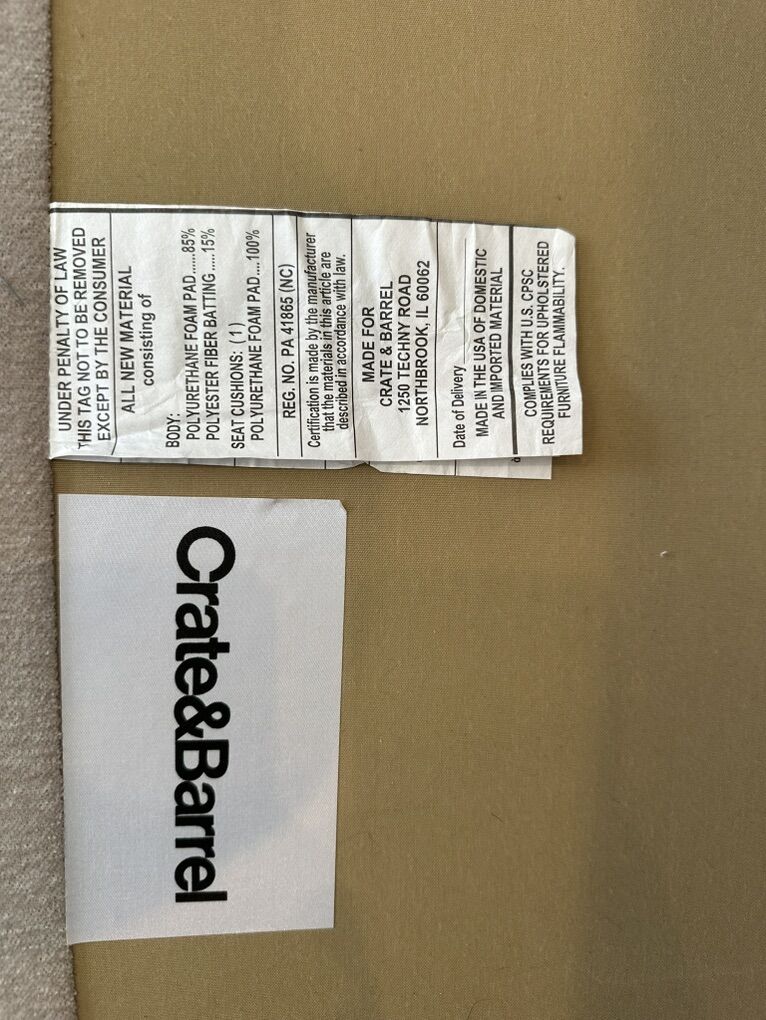 UNDER PENALTY OF LAW
THIS TAG NOT TO BE REMOVED
EXCEPT BY THE CONSUMER
ALL NEW MATERIAL
consisting of
BODY:
POLYURETHANE FOAM PAD......85%
POLYESTER FIBER BATTING.....15%
SEAT CUSHIONS: (1)
POLYURETHANE FOAM PAD....100%
REG. NO. PA 41865 (NC)
Certification is made by the manufacturer
that the materials in this article are
described in accordance with law.
MADE FOR
CRATE & BARREL
1250 TECHNY ROAD
NORTHBROOK, IL 60062
Date of Delivery
MADE IN THE USA OF DOMESTIC
AND IMPORTED MATERIAL
COMPLIES WITH U.S. CPSC
REQUIREMENTS FOR UPHOLSTERED
FURNITURE FLAMMABILITY.
Crate&Barrel